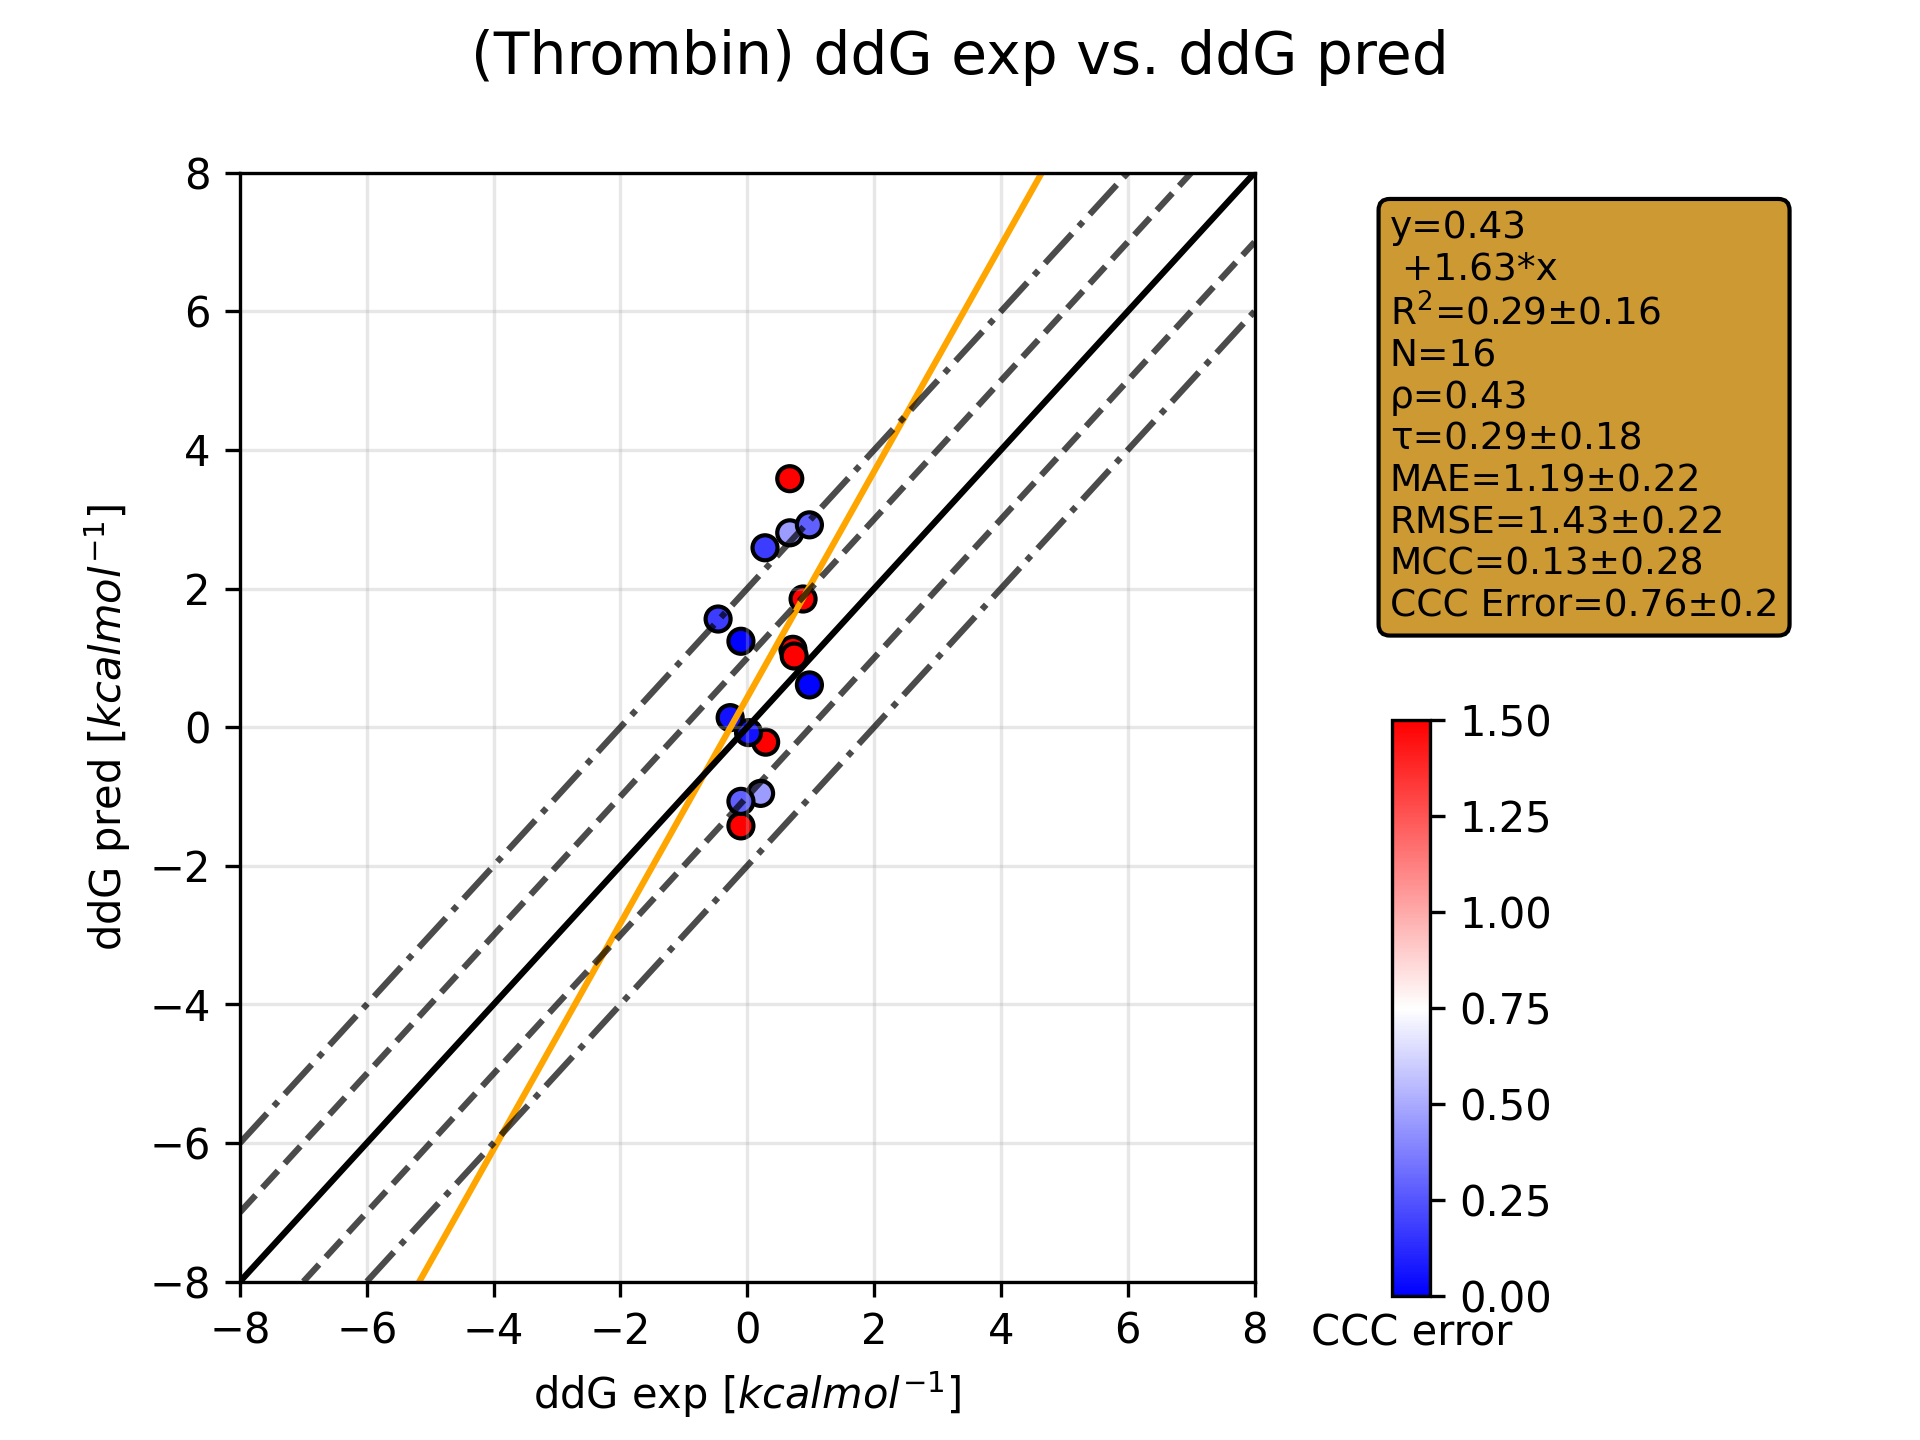 (Thrombin) ddG exp vs. ddG pred
8
6
4
2
0
−2
−4
−6
−8
ddG pred [kcalmol⁻¹]
−8 −6 −4 −2 0 2 4 6 8
ddG exp [kcalmol⁻¹]
y=0.43
+1.63*x
R²=0.29±0.16
N=16
ρ=0.43
τ=0.29±0.18
MAE=1.19±0.22
RMSE=1.43±0.22
MCC=0.13±0.28
CCC Error=0.76±0.2
1.50
1.25
1.00
0.75
0.50
0.25
0.00
CCC error